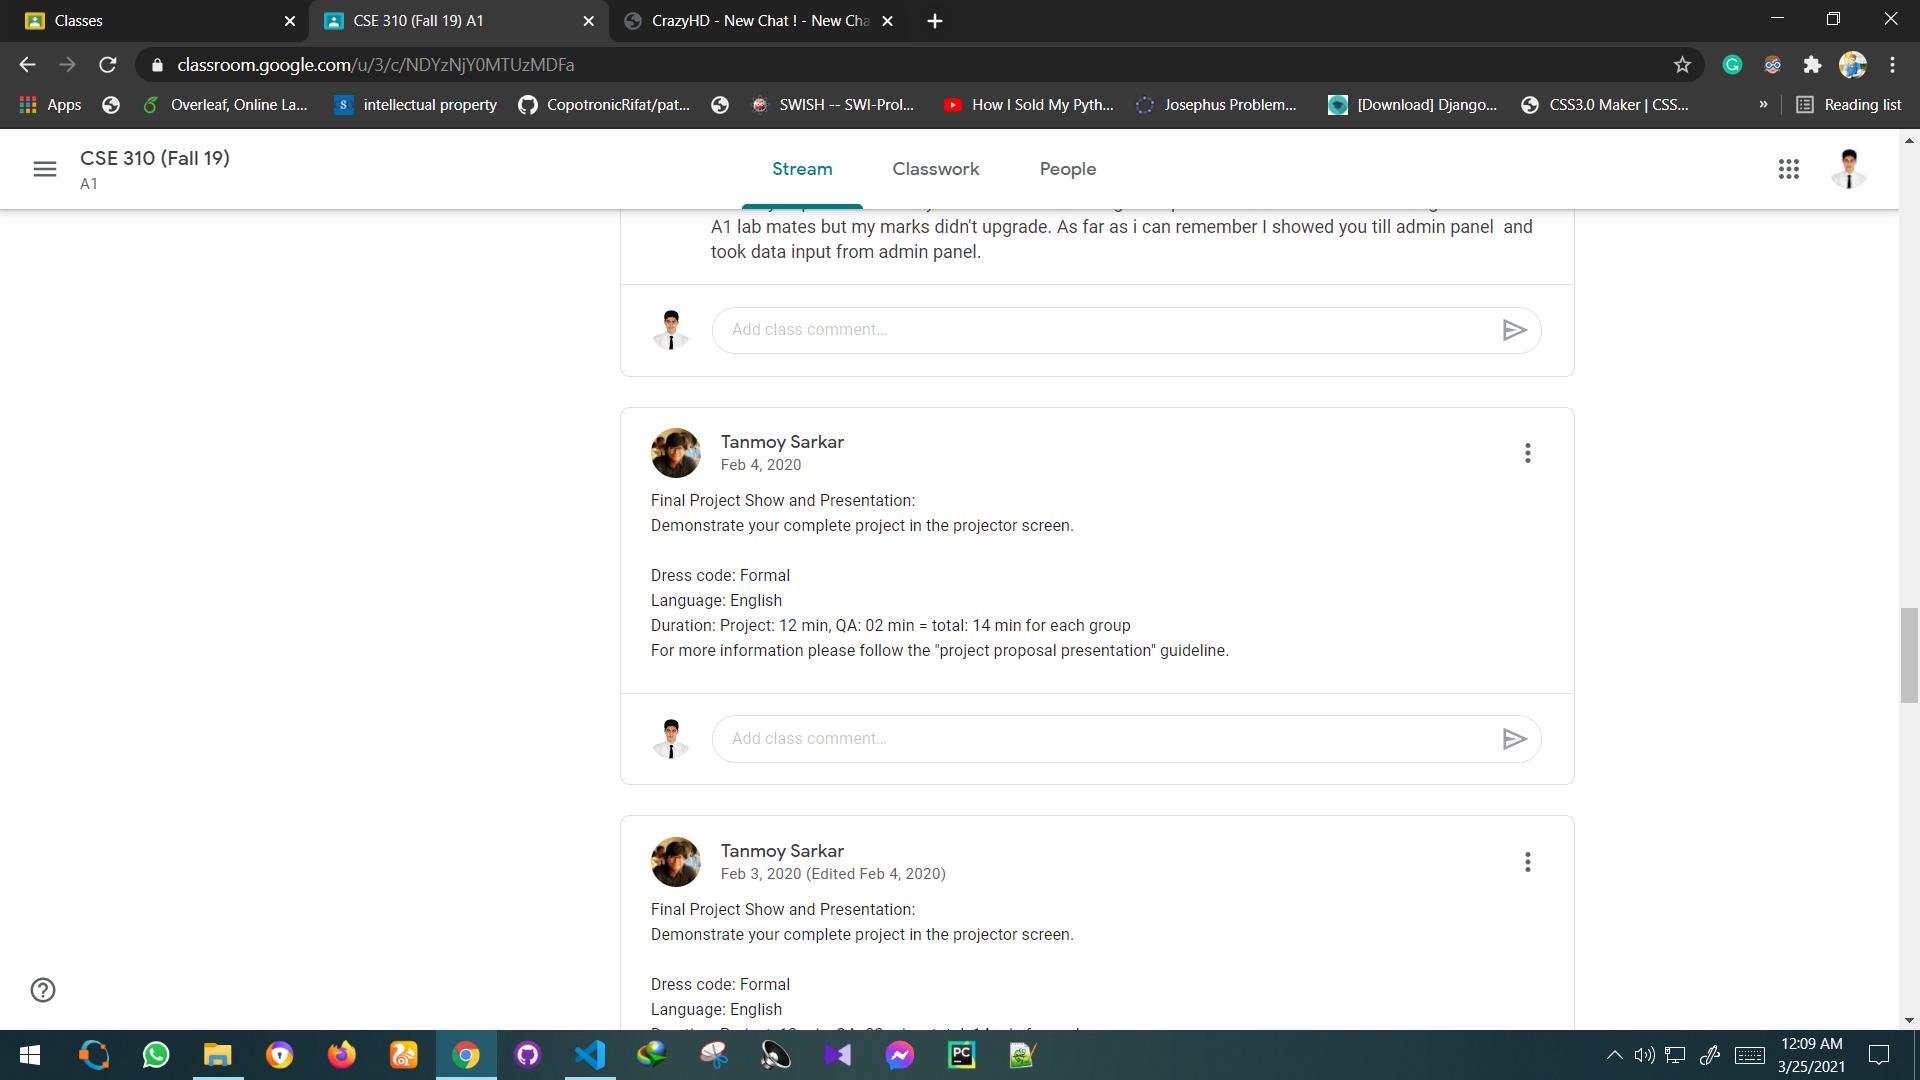 Classes
CSE 310 (Fall 19) A1
CrazyHD - New Chat ! - New Cha
classroom.google.com/u/3/c/NDYzNjY0MTUzMDFa
Apps
Overleaf, Online La...
intellectual property
CopotronicRifat/pat...
SWISH -- SWI-Prol...
How I Sold My Pyth...
Josephus Problem...
[Download] Django...
CSS3.0 Maker | CSS...
»
Reading list
CSE 310 (Fall 19)
A1
Stream
Classwork
People
A1 lab mates but my marks didn't upgrade. As far as i can remember I showed you till admin panel and
took data input from admin panel.
Add class comment...
Tanmoy Sarkar
Feb 4, 2020
Final Project Show and Presentation:
Demonstrate your complete project in the projector screen.
Dress code: Formal
Language: English
Duration: Project: 12 min, QA: 02 min = total: 14 min for each group
For more information please follow the "project proposal presentation" guideline.
Add class comment...
Tanmoy Sarkar
Feb 3, 2020 (Edited Feb 4, 2020)
Final Project Show and Presentation:
Demonstrate your complete project in the projector screen.
Dress code: Formal
Language: English
12:09 AM
3/25/2021